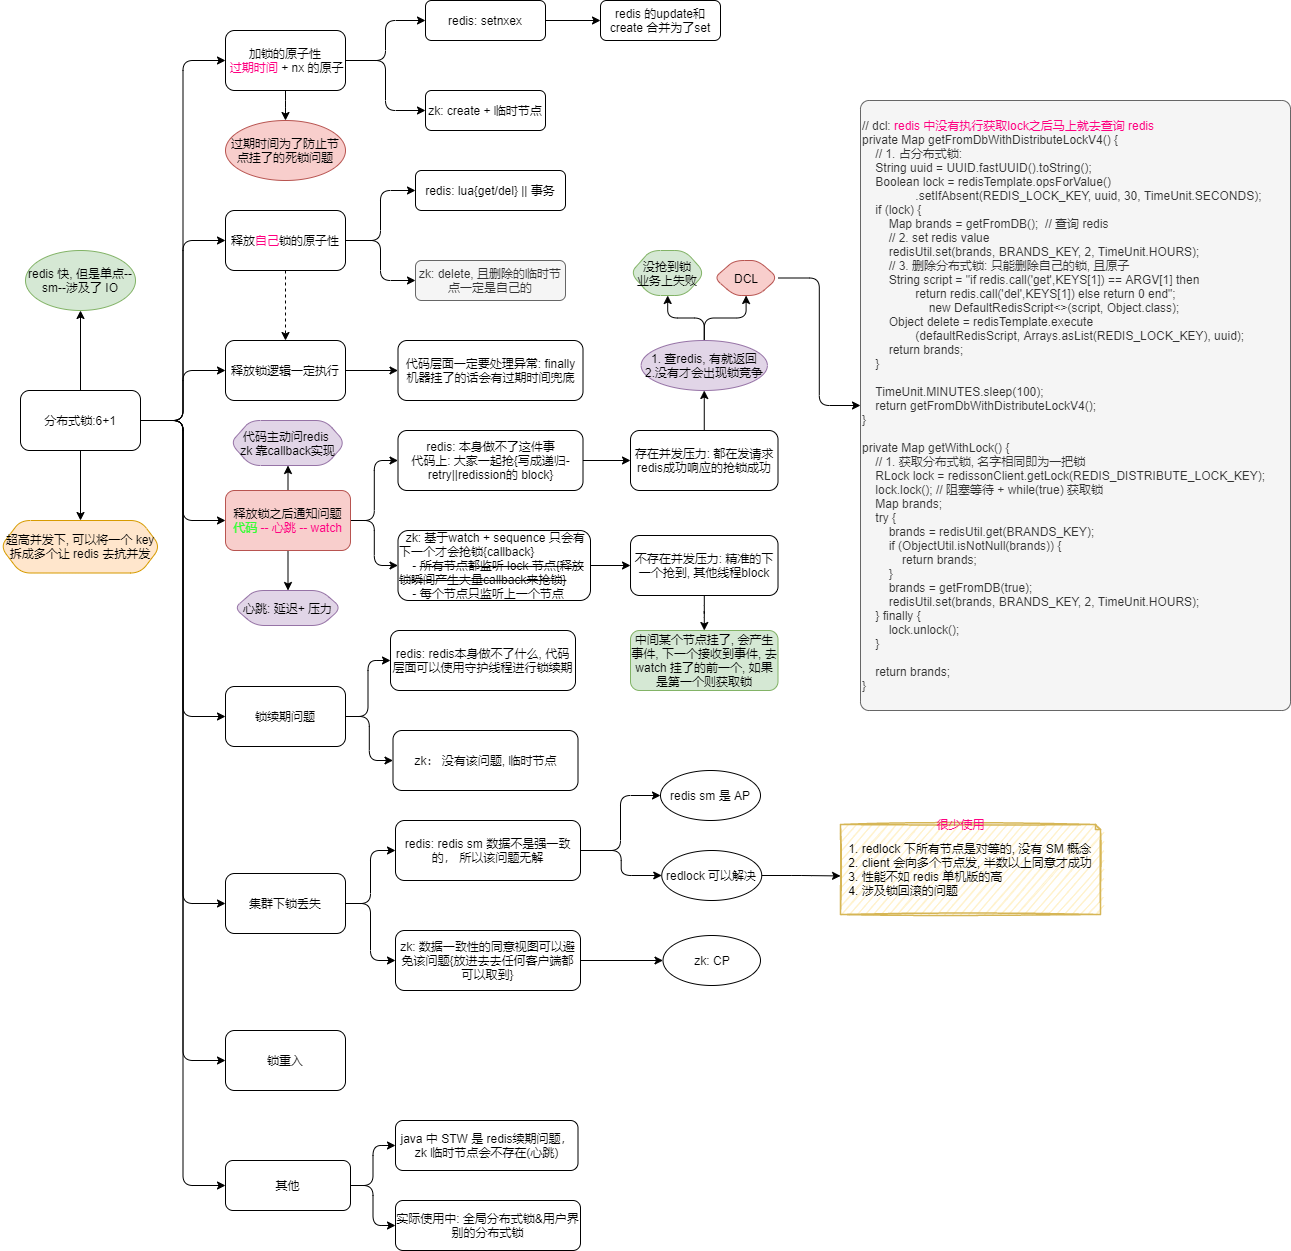 redis: setnxex
redis 的update和
create 合并为了set
加锁的原子性
过期时间 + nx 的原子
zk: create + 临时节点
过期时间为了防止节
点挂了的死锁问题
redis: lua{get/del} || 事务
释放自己锁的原子性
zk: delete, 且删除的临时节
点一定是自己的
redis 快, 但是单点--
sm--涉及了 IO
分布式锁:6+1
超高并发下, 可以将一个 key
拆成多个让 redis 去抗并发
释放锁逻辑一定执行
代码层面一定要处理异常: finally
机器挂了的话会有过期时间兜底
代码主动问redis
zk 靠callback实现
释放锁之后通知问题
代码 -- 心跳 -- watch
心跳: 延迟+ 压力
redis: 本身做不了这件事
代码上: 大家一起抢{写成递归-
retry||redission的 block}
存在并发压力: 都在发请求
redis成功响应的抢锁成功
1. 查redis, 有就返回
2.没有才会出现锁竞争
没抢到锁
业务上失败
DCL
zk: 基于watch + sequence 只会有
下一个才会抢锁{callback}
- 所有节点都监听 lock 节点{释放
锁瞬间产生大量callback来抢锁}
- 每个节点只监听上一个节点
不存在并发压力: 精准的下
一个抢到, 其他线程block
中间某个节点挂了, 会产生
事件, 下一个接收到事件, 去
watch 挂了的前一个, 如果
是第一个则获取锁
// dcl: redis 中没有执行获取lock之后马上就去查询 redis
private Map getFromDbWithDistributeLockV4() {
// 1. 占分布式锁:
String uuid = UUID.fastUUID().toString();
Boolean lock = redisTemplate.opsForValue()
.setIfAbsent(REDIS_LOCK_KEY, uuid, 30, TimeUnit.SECONDS);
if (lock) {
Map brands = getFromDB();  // 查询 redis
// 2. set redis value
redisUtil.set(brands, BRANDS_KEY, 2, TimeUnit.HOURS);
// 3. 删除分布式锁: 只能删除自己的锁, 且原子
String script = "if redis.call('get',KEYS[1]) == ARGV[1] then
return redis.call('del',KEYS[1]) else return 0 end";
new DefaultRedisScript<>(script, Object.class);
Object delete = redisTemplate.execute
(defaultRedisScript, Arrays.asList(REDIS_LOCK_KEY), uuid);
return brands;
}
TimeUnit.MINUTES.sleep(100);
return getFromDbWithDistributeLockV4();
}
private Map getWithLock() {
// 1. 获取分布式锁, 名字相同即为一把锁
RLock lock = redissonClient.getLock(REDIS_DISTRIBUTE_LOCK_KEY);
lock.lock(); // 阻塞等待 + while(true) 获取锁
Map brands;
try {
brands = redisUtil.get(BRANDS_KEY);
if (ObjectUtil.isNotNull(brands)) {
return brands;
}
brands = getFromDB(true);
redisUtil.set(brands, BRANDS_KEY, 2, TimeUnit.HOURS);
} finally {
lock.unlock();
}
return brands;
}
锁续期问题
redis: redis本身做不了什么, 代码
层面可以使用守护线程进行锁续期
zk： 没有该问题, 临时节点
集群下锁丢失
redis: redis sm 数据不是强一致
的， 所以该问题无解
redis sm 是 AP
redlock 可以解决
很少使用
1. redlock 下所有节点是对等的, 没有 SM 概念
2. client 会向多个节点发, 半数以上同意才成功
3. 性能不如 redis 单机版的高
4. 涉及锁回滚的问题
zk: 数据一致性的同意视图可以避
免该问题{放进去去任何客户端都
可以取到}
zk: CP
锁重入
其他
java 中 STW 是 redis续期问题，
zk 临时节点会不存在(心跳)
实际使用中: 全局分布式锁&用户界
别的分布式锁